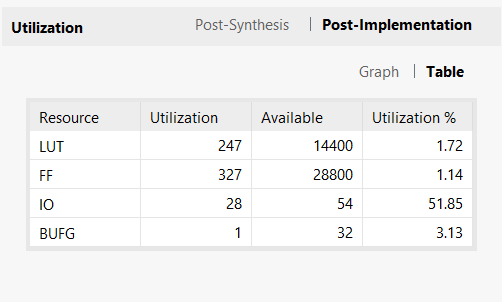 Utilization Post-Synthesis | Post-Implementation
Graph | Table
Resource Utilization Available Utilization %
LUT 247 14400 1.72
FF 327 28800 1.14
IO 28 54 51.85
BUFG 1 32 3.13